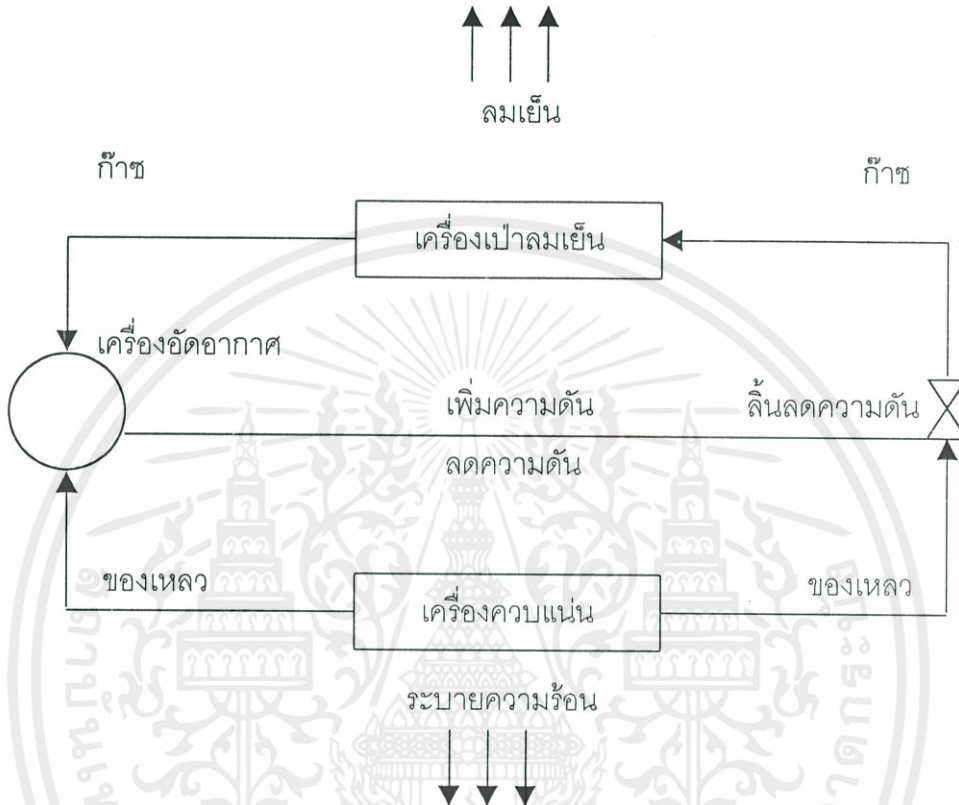 ลมเย็น
ก๊าซ
ก๊าซ
เครื่องเป่าลมเย็น
เครื่องอัดอากาศ
เพิ่มความดัน
ลิ้นลดความดัน
ลดความดัน
ของเหลว
ของเหลว
เครื่องควบแน่น
ระบายความร้อน